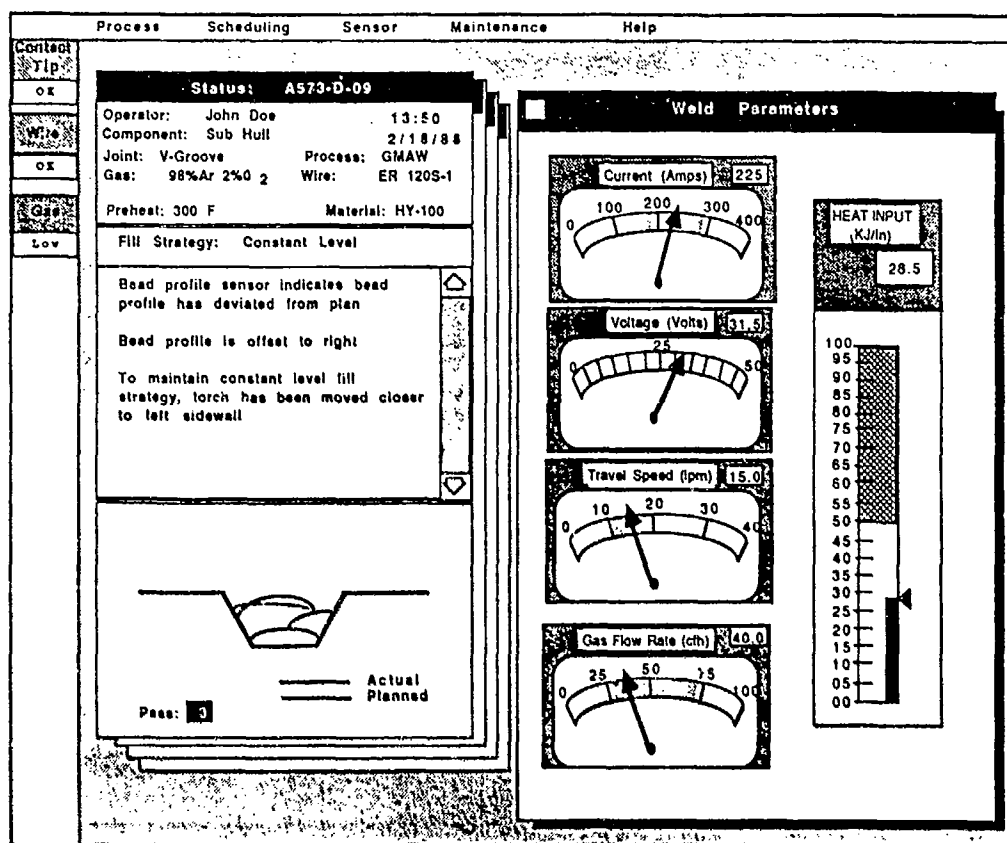 Process Scheduling Sensor Maintenance Help
Contact
Tip
OK
Wire
OK
Gas
Low
Status: A573-D-09
Operator: John Doe 13:50
Component: Sub Hull 2/18/88
Joint: V-Groove Process: GMAW
Gas: 98%Ar 2%O 2 Wire: ER 120S-1
Preheat: 300 F Material: HY-100
Fill Strategy: Constant Level
Bead profile sensor indicates bead
profile has deviated from plan
Bead profile is offset to right
To maintain constant level fill
strategy, torch has been moved closer
to left sidewall
Actual
Planned
Pass: 3
Weld Parameters
Current (Amps) 225
0 100 200 300 400
Voltage (Volts) 31.5
0 25 50
Travel Speed (ipm) 15.0
0 10 20 30 40
Gas Flow Rate (cfh) 40.0
0 25 50 75 100
HEAT INPUT
(KJ/in)
28.5
100
95
90
85
80
75
70
65
60
55
50
45
40
35
30
25
20
15
10
05
00